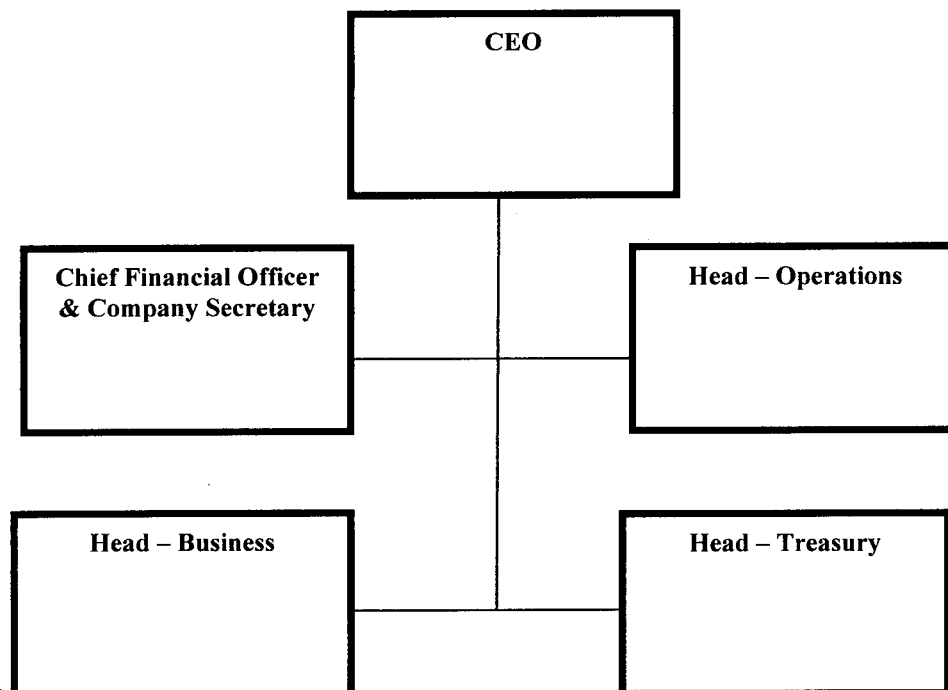 CEO
Chief Financial Officer
& Company Secretary
Head – Operations
Head – Business
Head – Treasury